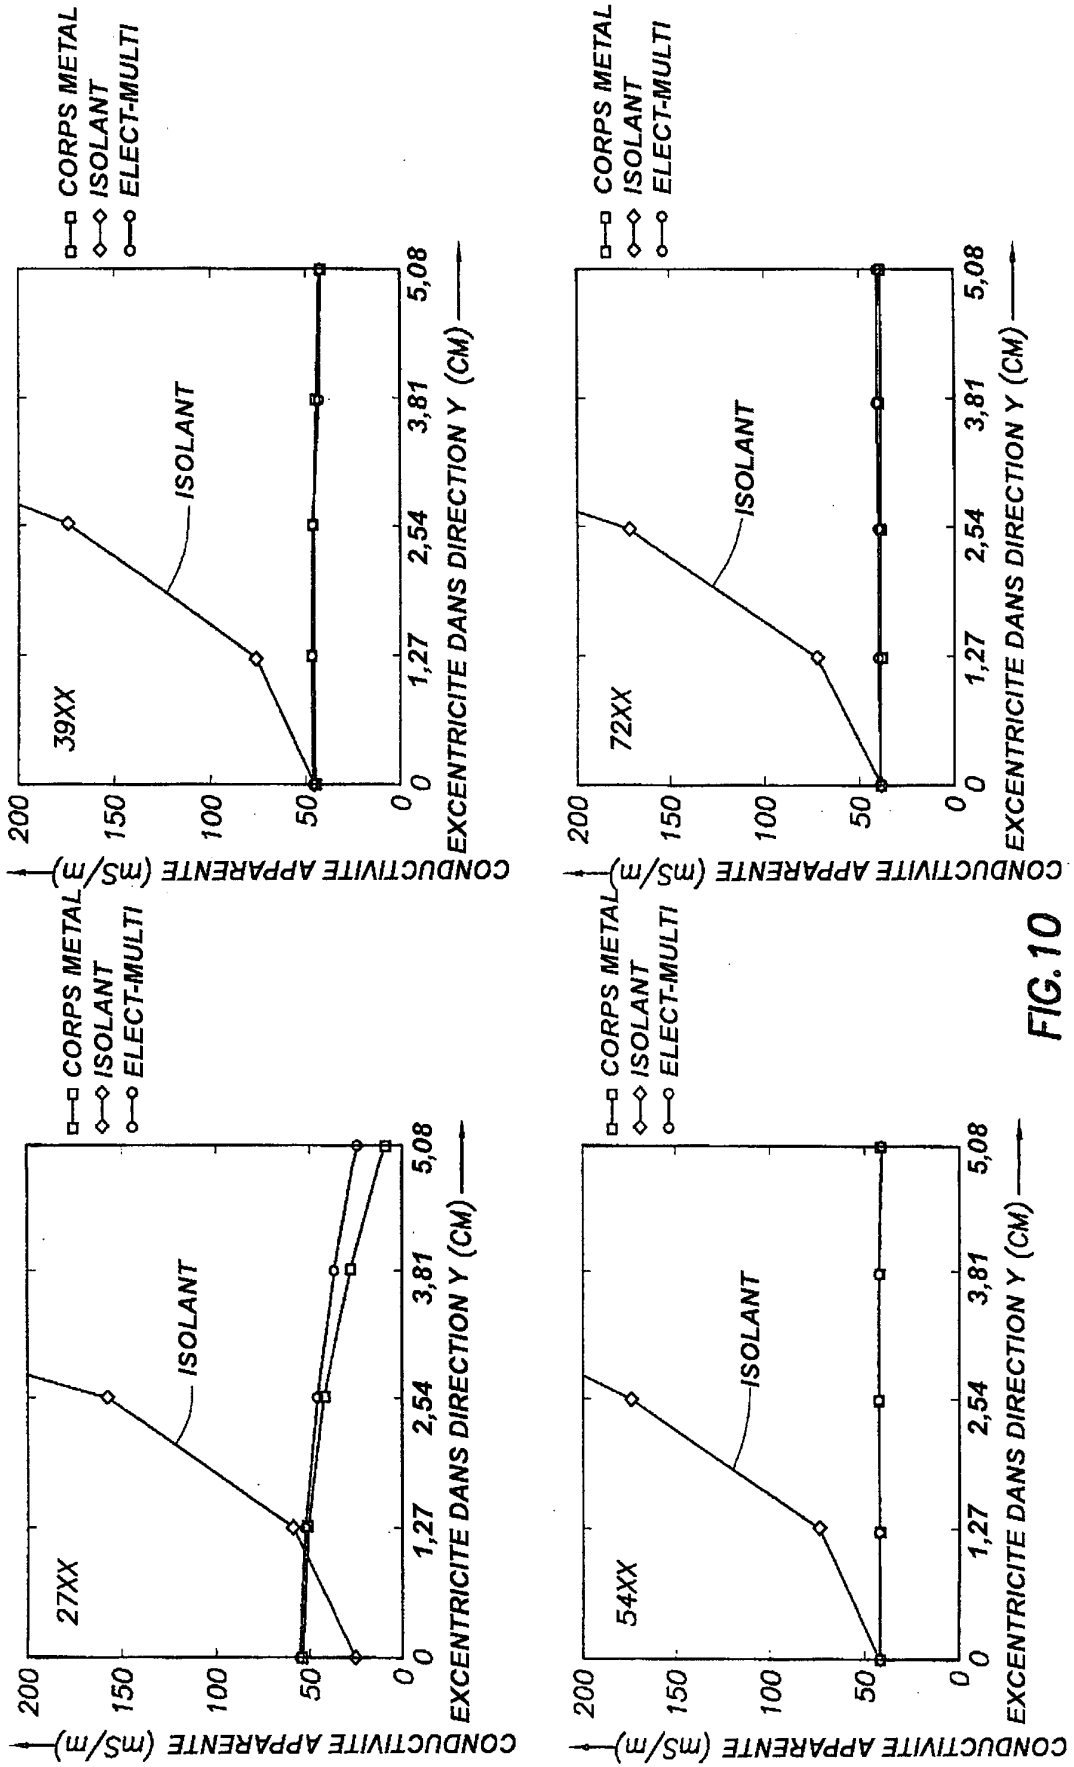 27XX
CONDUCTIVITE APPARENTE (mS/m)
200
150
100
50
0
0 1,27 2,54 3,81 5,08
EXCENTRICITE DANS DIRECTION Y (CM)
ISOLANT
CORPS METAL
ISOLANT
ELECT-MULTI
39XX
CONDUCTIVITE APPARENTE (mS/m)
200
150
100
50
0
0 1,27 2,54 3,81 5,08
EXCENTRICITE DANS DIRECTION Y (CM)
ISOLANT
CORPS METAL
ISOLANT
ELECT-MULTI
54XX
CONDUCTIVITE APPARENTE (mS/m)
200
150
100
50
0
0 1,27 2,54 3,81 5,08
EXCENTRICITE DANS DIRECTION Y (CM)
ISOLANT
CORPS METAL
ISOLANT
ELECT-MULTI
72XX
CONDUCTIVITE APPARENTE (mS/m)
200
150
100
50
0
0 1,27 2,54 3,81 5,08
EXCENTRICITE DANS DIRECTION Y (CM)
ISOLANT
CORPS METAL
ISOLANT
ELECT-MULTI
FIG.10